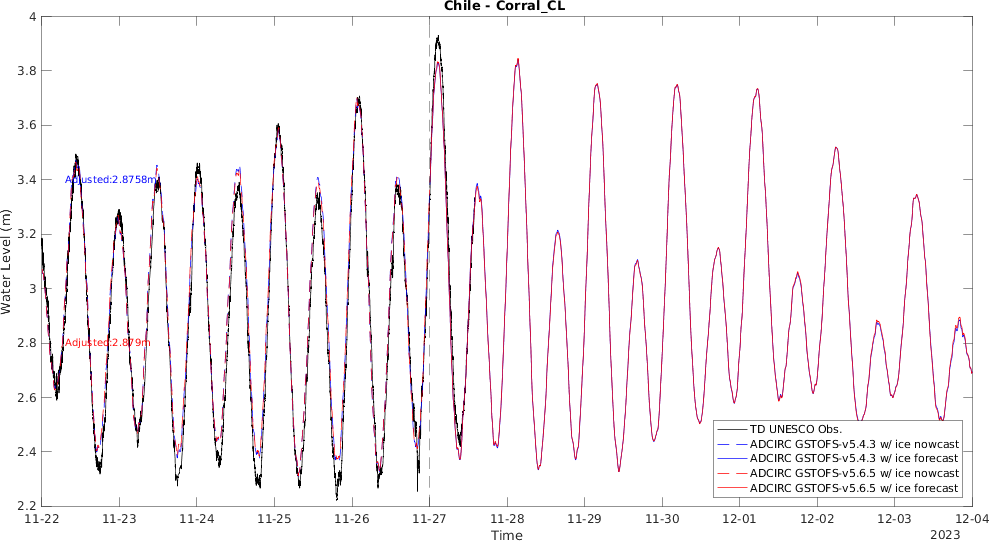 Chile - Corral_CL
4
3.8
3.6
3.4
3.2
3
2.8
2.6
2.4
2.2
Water Level (m)
Adjusted:2.8758m
Adjusted:2.879m
TD UNESCO Obs.
ADCIRC GSTOFS-v5.4.3 w/ ice nowcast
ADCIRC GSTOFS-v5.4.3 w/ ice forecast
ADCIRC GSTOFS-v5.6.5 w/ ice nowcast
ADCIRC GSTOFS-v5.6.5 w/ ice forecast
11-22 11-23 11-24 11-25 11-26 11-27 11-28 11-29 11-30 12-01 12-02 12-03 12-04
Time
2023